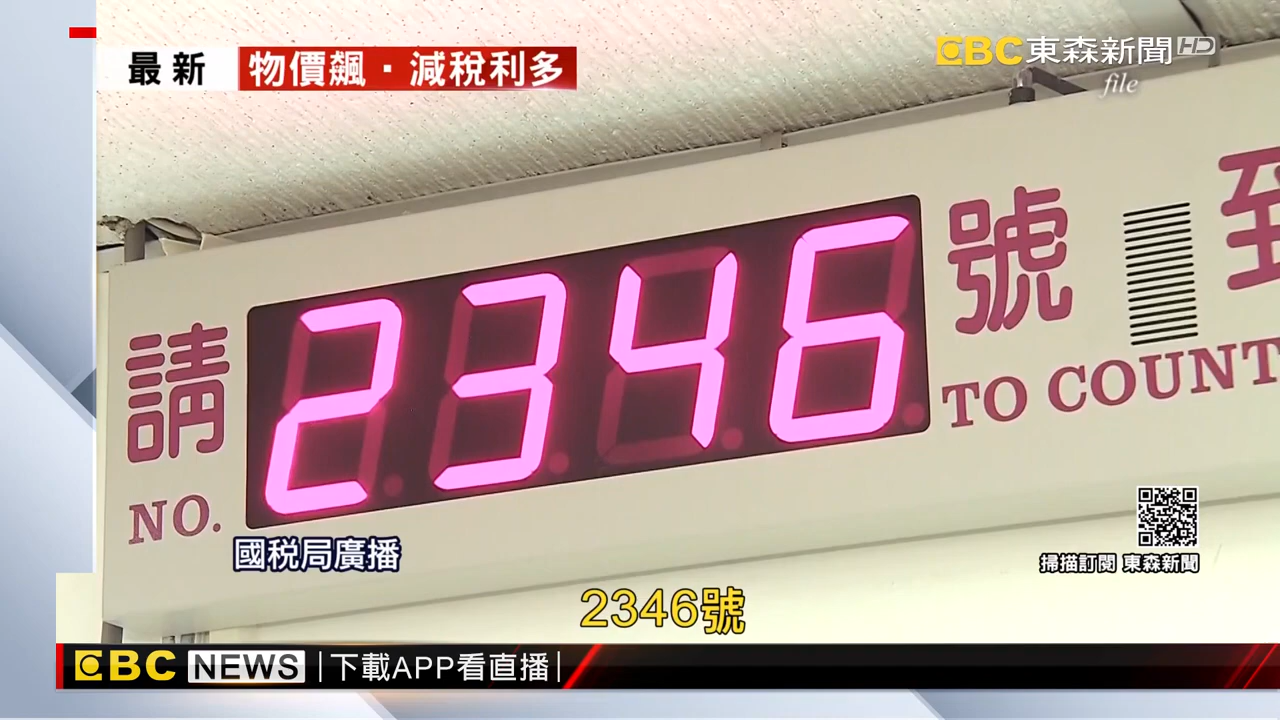 最新 物價飆・減稅利多
EBC東森新聞HD
file
請 2346 號 到
NO. TO COUNT
國稅局廣播
掃描訂閱 東森新聞
2346號
EBC NEWS |下載APP看直播|